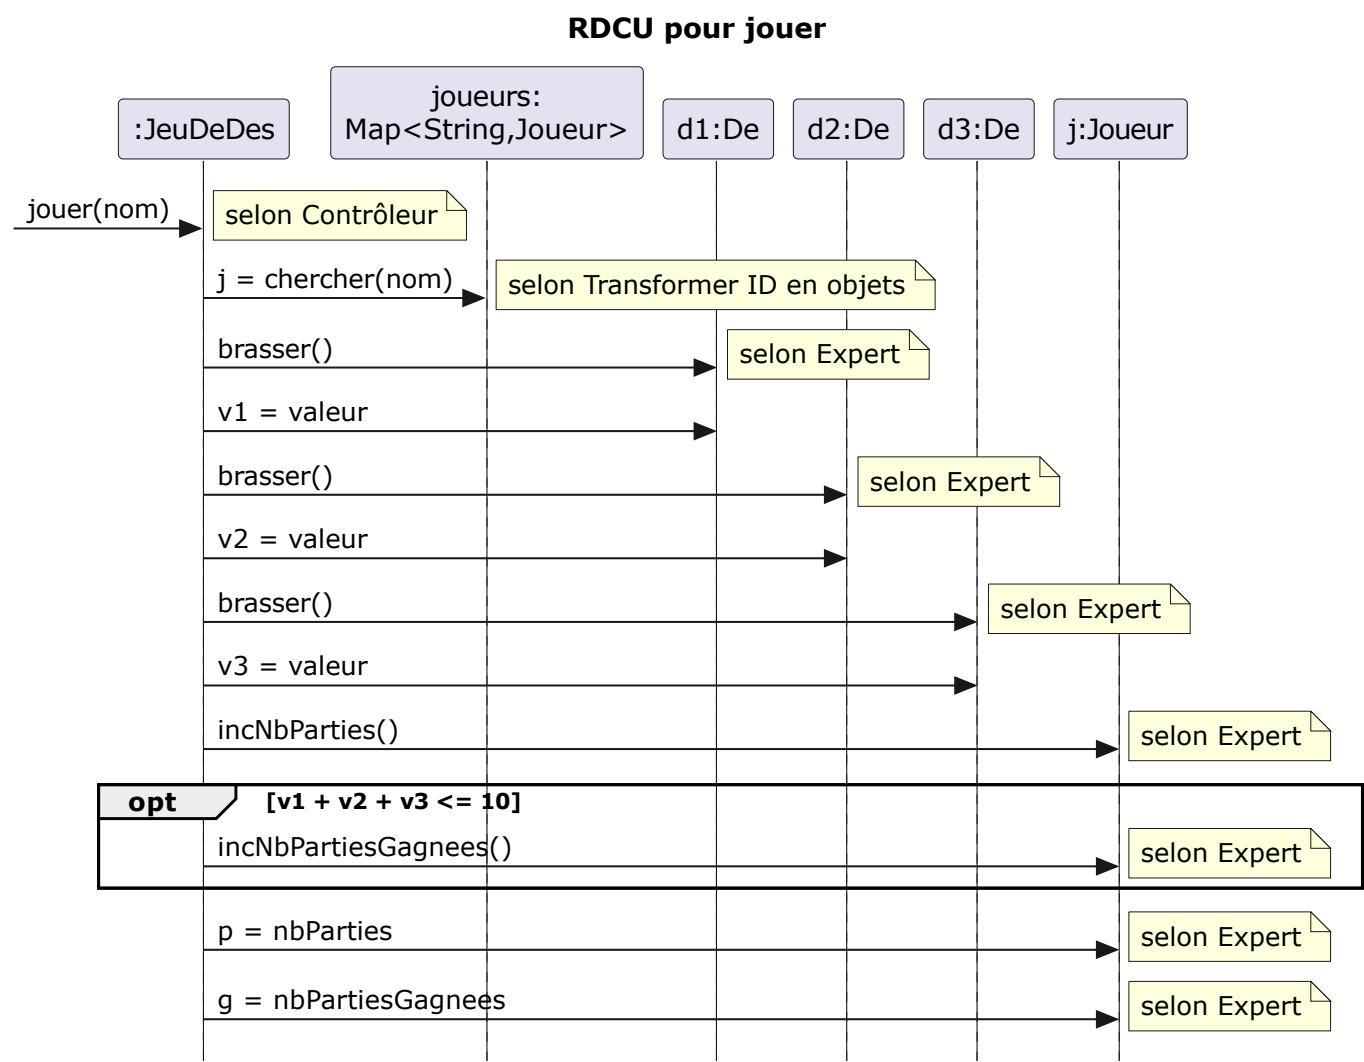 RDCU pour jouer
:JeuDeDes
joueurs:
Map<String,Joueur>
d1:De
d2:De
d3:De
j:Joueur
jouer(nom)
selon Contrôleur
j = chercher(nom)
selon Transformer ID en objets
brasser()
selon Expert
v1 = valeur
brasser()
selon Expert
v2 = valeur
brasser()
selon Expert
v3 = valeur
incNbParties()
selon Expert
opt
[v1 + v2 + v3 <= 10]
incNbPartiesGagnees()
selon Expert
p = nbParties
selon Expert
g = nbPartiesGagnees
selon Expert